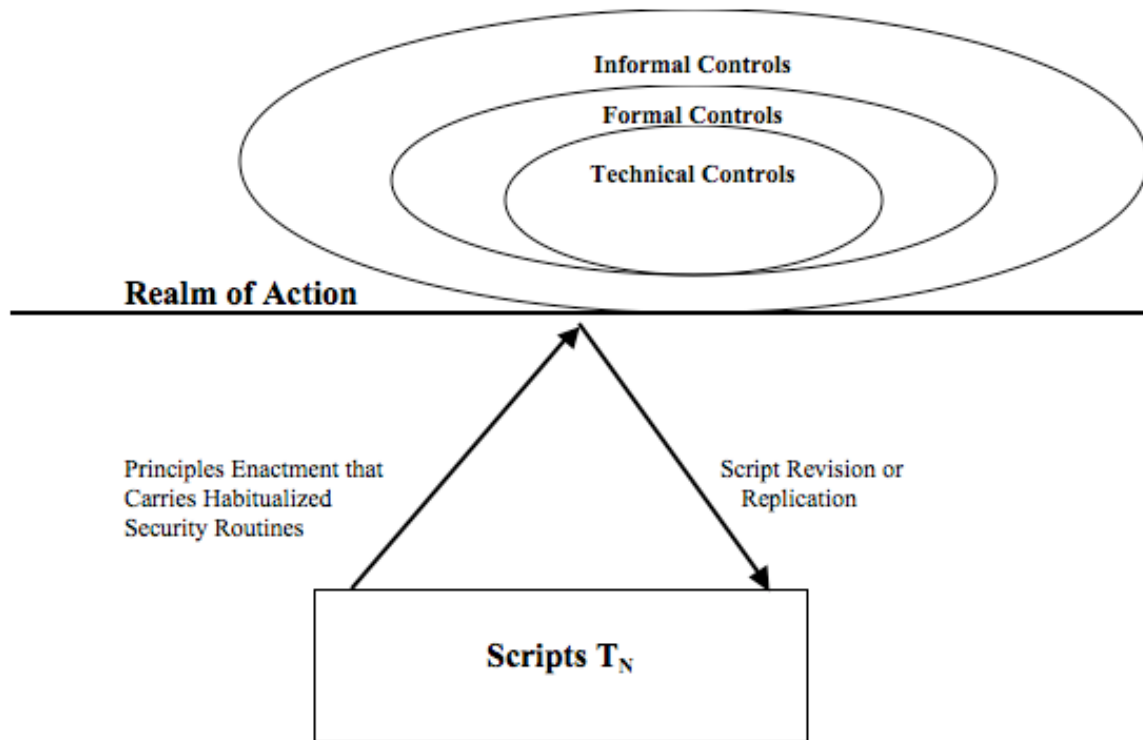 Informal Controls
Formal Controls
Technical Controls
Realm of Action
Principles Enactment that
Carries Habitualized
Security Routines
Script Revision or
Replication
Scripts TN